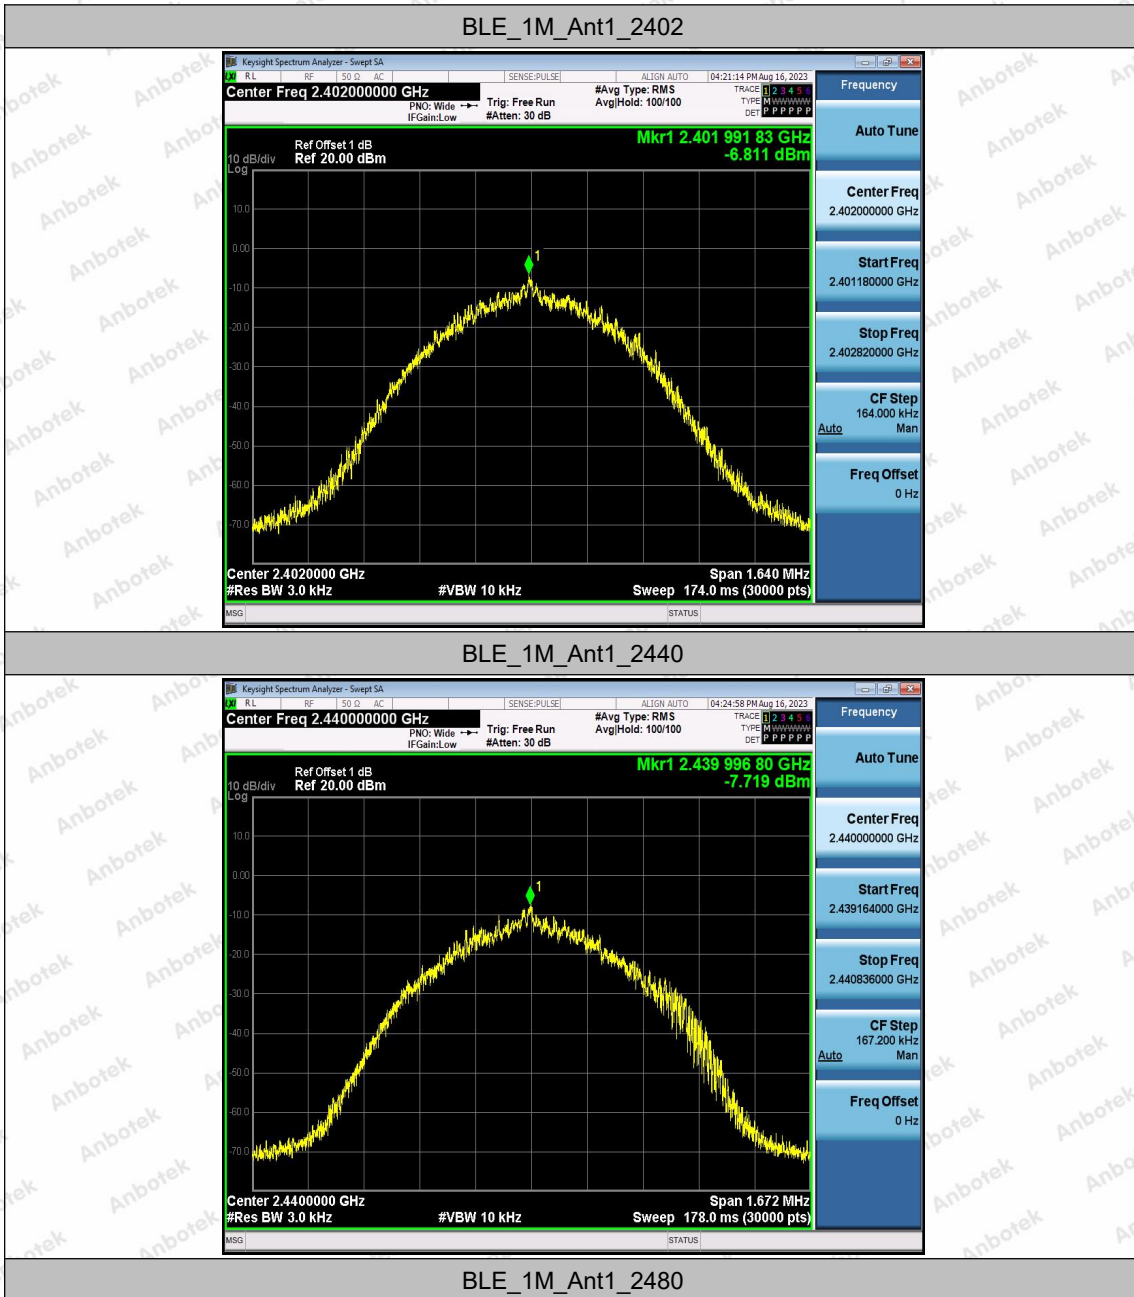 BLE_1M_Ant1_2402
Keysight Spectrum Analyzer - Swept SA
LXI RL RF 50 Ω AC SENSE:PULSE ALIGN AUTO 04:21:14 PM Aug 16, 2023
Center Freq 2.402000000 GHz
PNO: Wide
IFGain:Low
Trig: Free Run
#Atten: 30 dB
#Avg Type: RMS
Avg|Hold: 100/100
TRACE 1 2 3 4 5 6
TYPE M WWWWW
DET P P P P P P
Frequency
Auto Tune
Center Freq
2.402000000 GHz
Start Freq
2.401180000 GHz
Stop Freq
2.402820000 GHz
CF Step
164.000 kHz
Auto Man
Freq Offset
0 Hz
Mkr1 2.401 991 83 GHz
-6.811 dBm
Ref Offset 1 dB
10 dB/div Ref 20.00 dBm
Log
10.0
0.00
-10.0
-20.0
-30.0
-40.0
-50.0
-60.0
-70.0
1
Center 2.4020000 GHz Span 1.640 MHz
#Res BW 3.0 kHz #VBW 10 kHz Sweep 174.0 ms (30000 pts)
MSG STATUS
BLE_1M_Ant1_2440
Keysight Spectrum Analyzer - Swept SA
LXI RL RF 50 Ω AC SENSE:PULSE ALIGN AUTO 04:24:58 PM Aug 16, 2023
Center Freq 2.440000000 GHz
PNO: Wide
IFGain:Low
Trig: Free Run
#Atten: 30 dB
#Avg Type: RMS
Avg|Hold: 100/100
TRACE 1 2 3 4 5 6
TYPE M WWWWW
DET P P P P P P
Frequency
Auto Tune
Center Freq
2.440000000 GHz
Start Freq
2.439164000 GHz
Stop Freq
2.440836000 GHz
CF Step
167.200 kHz
Auto Man
Freq Offset
0 Hz
Mkr1 2.439 996 80 GHz
-7.719 dBm
Ref Offset 1 dB
10 dB/div Ref 20.00 dBm
Log
10.0
0.00
-10.0
-20.0
-30.0
-40.0
-50.0
-60.0
-70.0
1
Center 2.4400000 GHz Span 1.672 MHz
#Res BW 3.0 kHz #VBW 10 kHz Sweep 178.0 ms (30000 pts)
MSG STATUS
BLE_1M_Ant1_2480